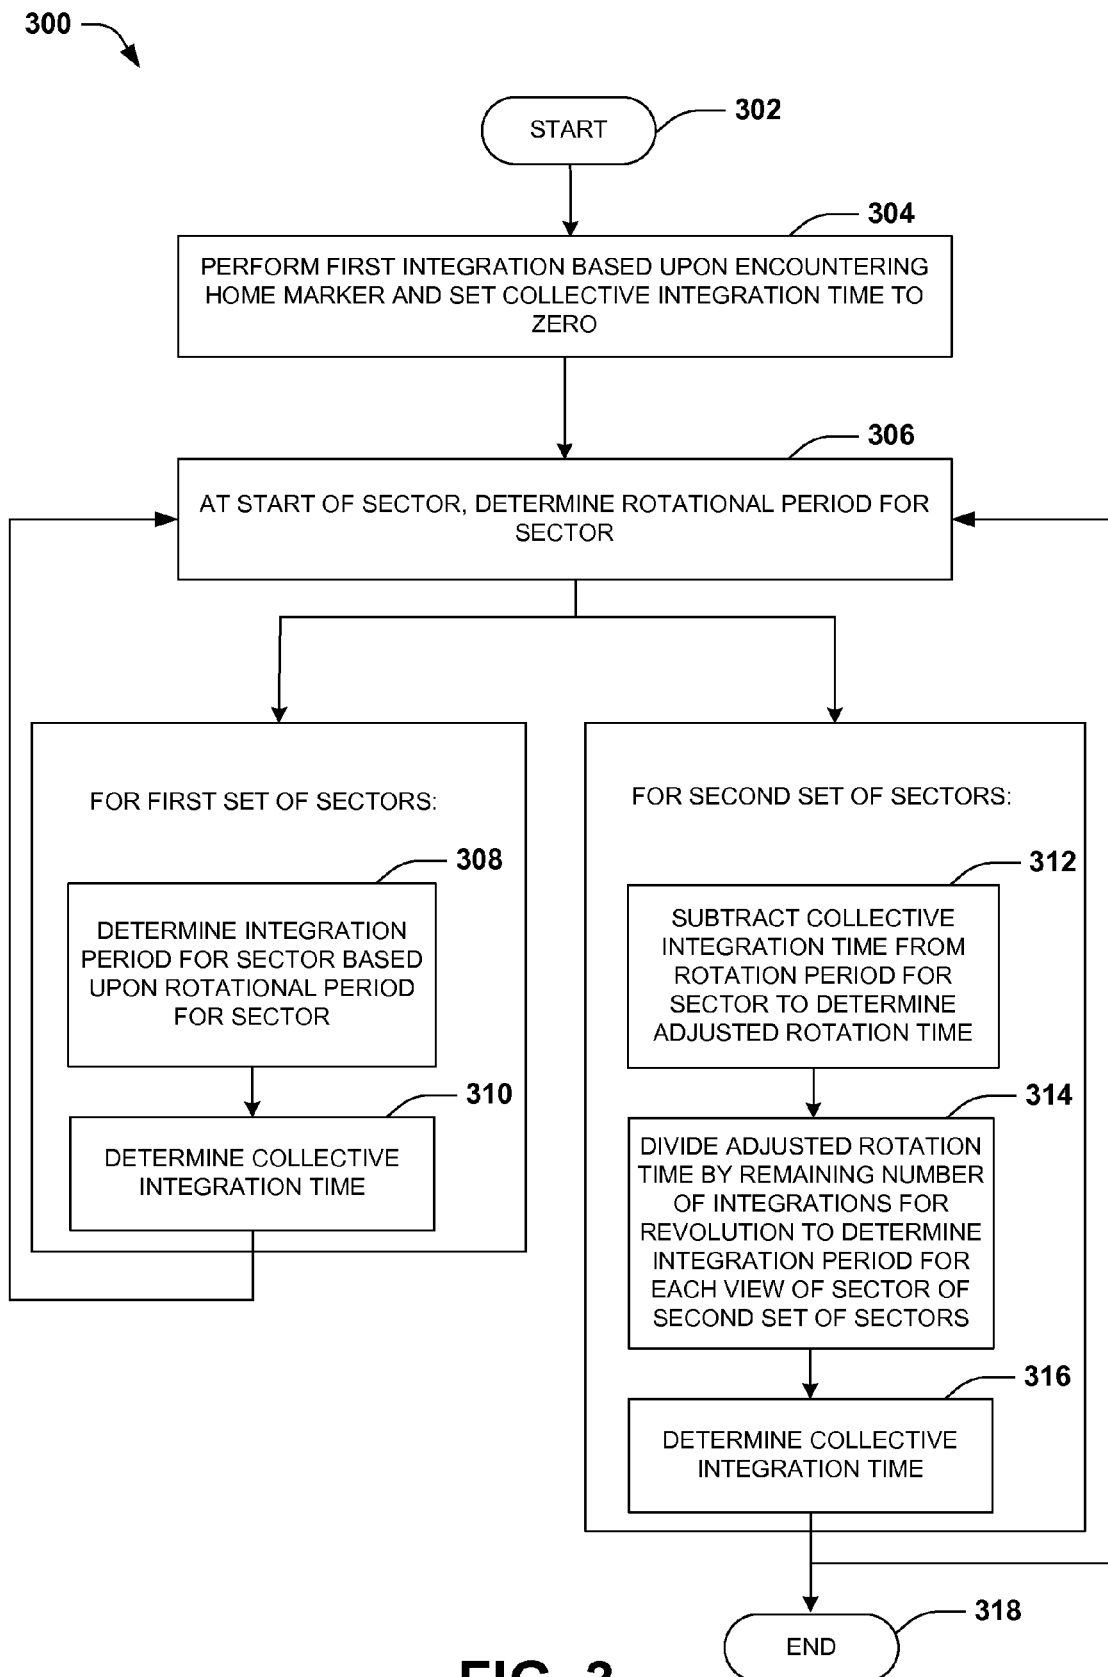 300
START
302
304
PERFORM FIRST INTEGRATION BASED UPON ENCOUNTERING
HOME MARKER AND SET COLLECTIVE INTEGRATION TIME TO
ZERO
306
AT START OF SECTOR, DETERMINE ROTATIONAL PERIOD FOR
SECTOR
FOR FIRST SET OF SECTORS:
308
DETERMINE INTEGRATION
PERIOD FOR SECTOR BASED
UPON ROTATIONAL PERIOD
FOR SECTOR
310
DETERMINE COLLECTIVE
INTEGRATION TIME
FOR SECOND SET OF SECTORS:
312
SUBTRACT COLLECTIVE
INTEGRATION TIME FROM
ROTATION PERIOD FOR
SECTOR TO DETERMINE
ADJUSTED ROTATION TIME
314
DIVIDE ADJUSTED ROTATION
TIME BY REMAINING NUMBER
OF INTEGRATIONS FOR
REVOLUTION TO DETERMINE
INTEGRATION PERIOD FOR
EACH VIEW OF SECTOR OF
SECOND SET OF SECTORS
316
DETERMINE COLLECTIVE
INTEGRATION TIME
318
END
FIG. 3